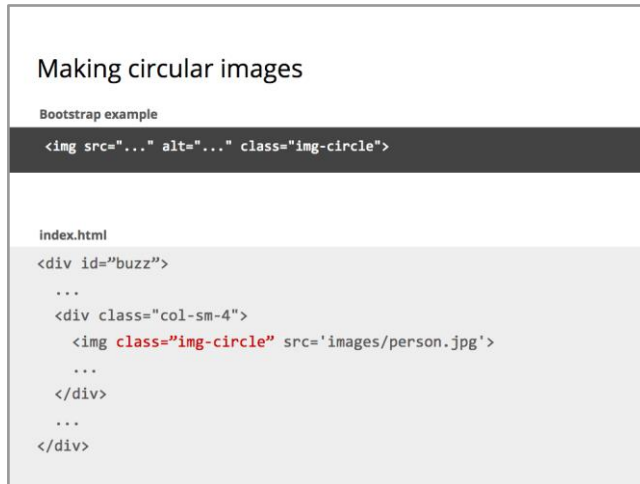 Making circular images
Bootstrap example
<img src="..." alt="..." class="img-circle">
index.html
<div id=”buzz”>
...
<div class="col-sm-4">
<img class=”img-circle” src='images/person.jpg'>
...
</div>
...
</div>